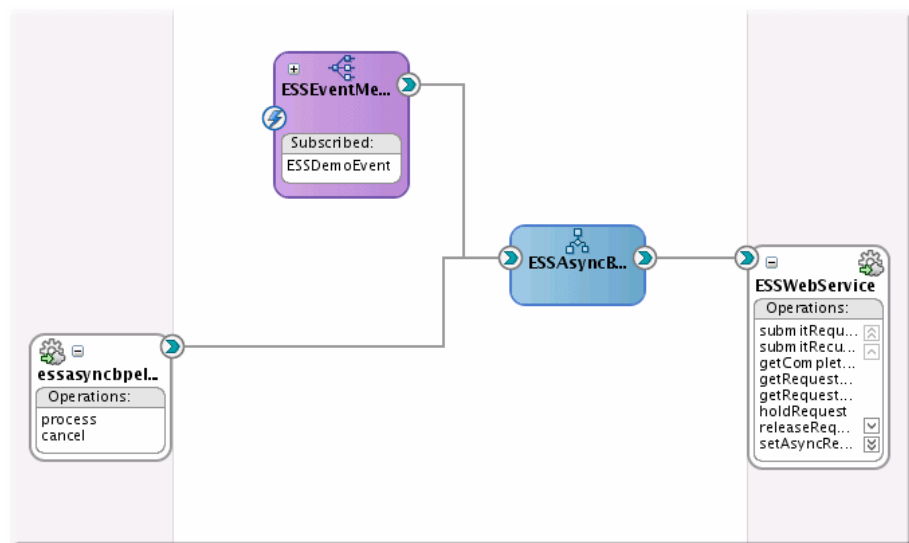 ESSEventMe...
Subscribed:
ESSDemoEvent
ESSAsyncB...
ESSWebService
Operations:
submitRequ...
submitRecu...
getComplet...
getRequest...
getRequest...
holdRequest
releaseReq...
setAsyncRe...
essasyncbpel...
Operations:
process
cancel